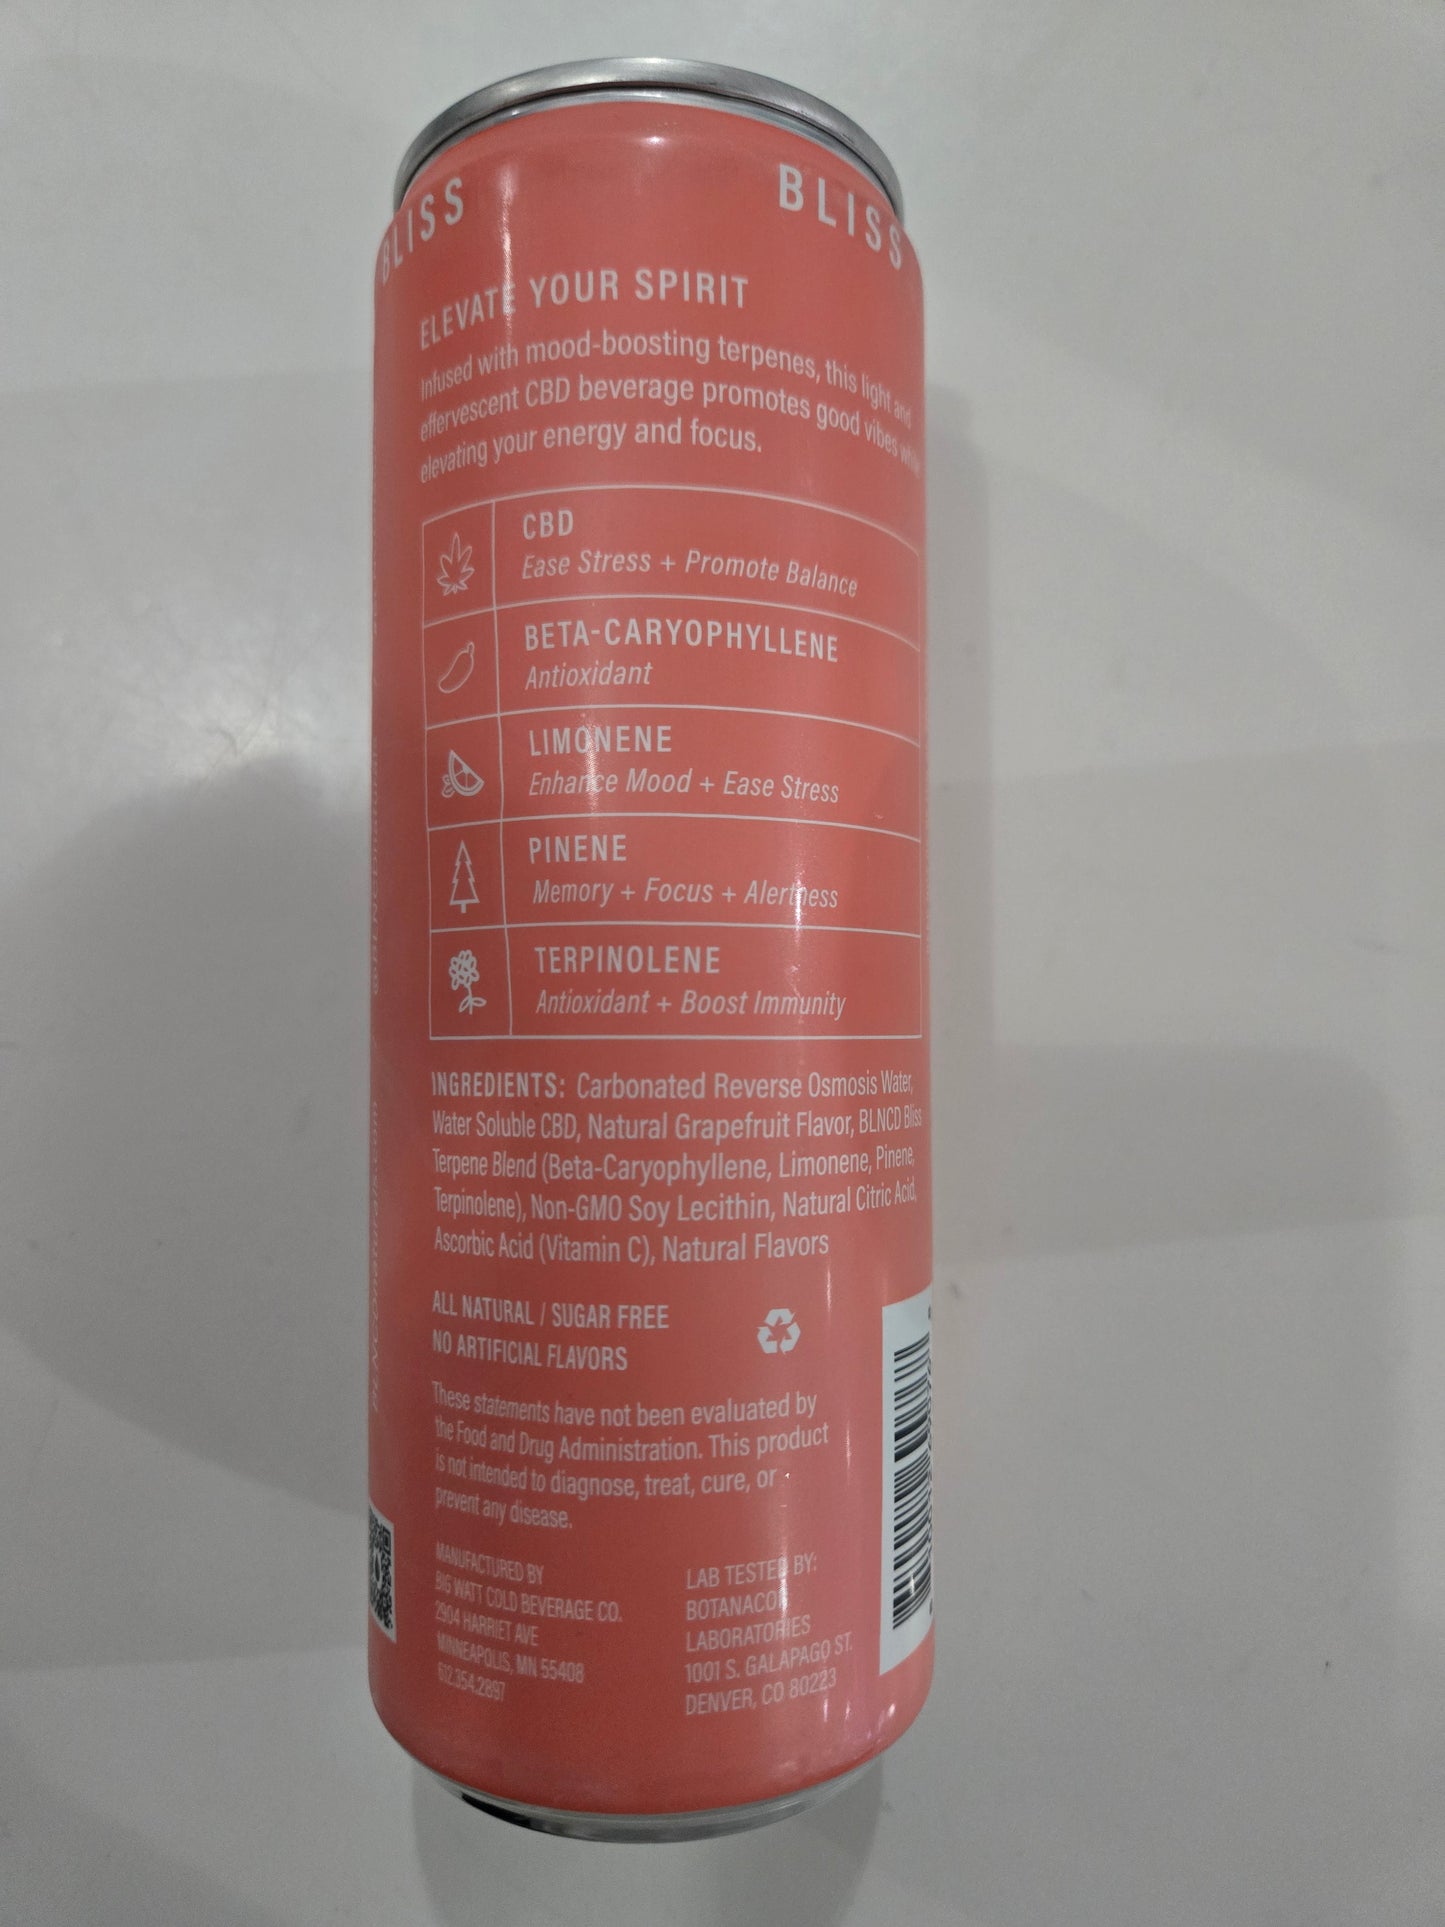 BLISS
BLISS
ELEVATE YOUR SPIRIT
Infused with mood-boosting terpenes, this light and
effervescent CBD beverage promotes good vibes while
elevating your energy and focus.
CBD
Ease Stress + Promote Balance
BETA-CARYOPHYLLENE
Antioxidant
LIMONENE
Enhance Mood + Ease Stress
PINENE
Memory + Focus + Alertness
TERPINOLENE
Antioxidant + Boost Immunity
INGREDIENTS: Carbonated Reverse Osmosis Water,
Water Soluble CBD, Natural Grapefruit Flavor, BLNCD Bliss
Terpene Blend (Beta-Caryophyllene, Limonene, Pinene,
Terpinolene), Non-GMO Soy Lecithin, Natural Citric Acid,
Ascorbic Acid (Vitamin C), Natural Flavors
ALL NATURAL / SUGAR FREE
NO ARTIFICIAL FLAVORS
These statements have not been evaluated by
the Food and Drug Administration. This product
is not intended to diagnose, treat, cure, or
prevent any disease.
MANUFACTURED BY
BIG WATT COLD BEVERAGE CO.
2904 HARRIET AVE
MINNEAPOLIS, MN 55408
612.354.2897
LAB TESTED BY:
BOTANACOR
LABORATORIES
1001 S. GALAPAGO ST.
DENVER, CO 80223
BLNCDnaturals.com